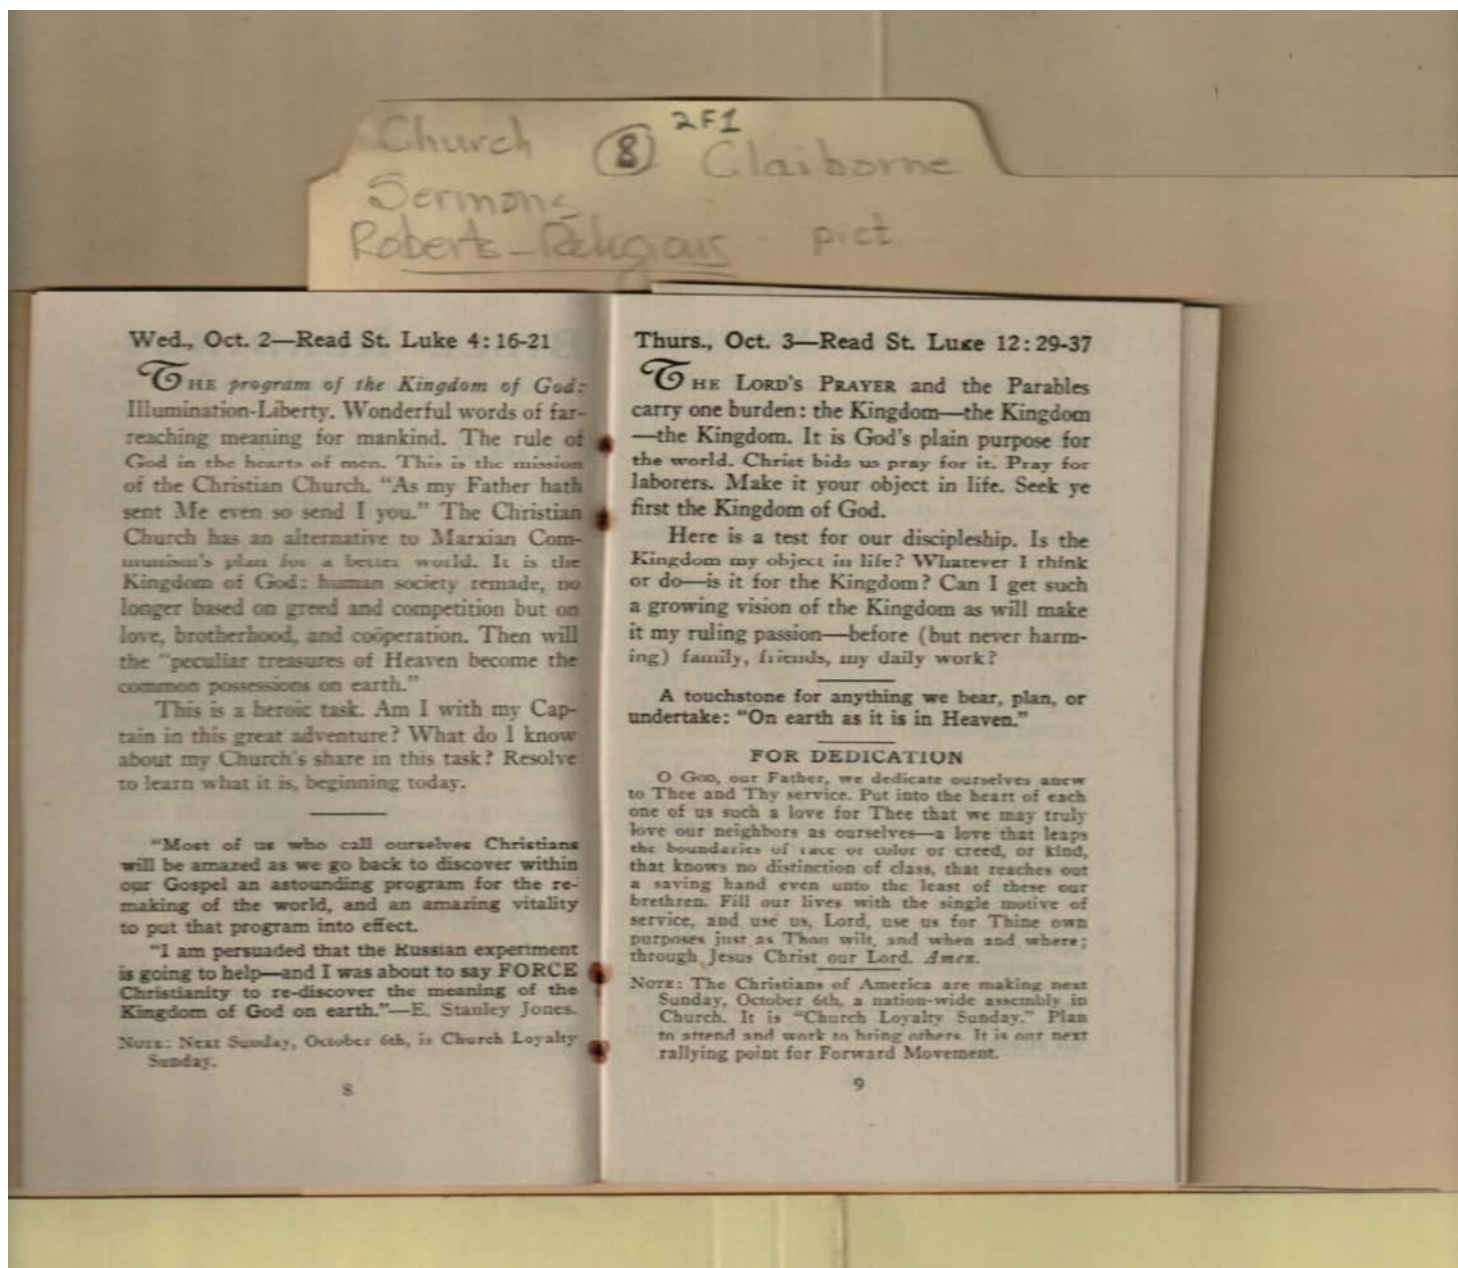 Church ⑧ 2F1 Claiborne
Sermons
Roberts-Religious pict
Wed., Oct. 2—Read St. Luke 4:16-21
THE program of the Kingdom of God:
Illumination-Liberty. Wonderful words of far-
reaching meaning for mankind. The rule of
God in the hearts of men. This is the mission
of the Christian Church. “As my Father hath
sent Me even so send I you.” The Christian
Church has an alternative to Marxian Com-
munism's plan for a better world. It is the
Kingdom of God: human society remade, no
longer based on greed and competition but on
love, brotherhood, and coöperation. Then will
the “peculiar treasures of Heaven become the
common possessions on earth.”
This is a heroic task. Am I with my Cap-
tain in this great adventure? What do I know
about my Church's share in this task? Resolve
to learn what it is, beginning today.
“Most of us who call ourselves Christians
will be amazed as we go back to discover within
our Gospel an astounding program for the re-
making of the world, and an amazing vitality
to put that program into effect.
“I am persuaded that the Russian experiment
is going to help—and I was about to say FORCE
Christianity to re-discover the meaning of the
Kingdom of God on earth.”—E. Stanley Jones.
NOTE: Next Sunday, October 6th, is Church Loyalty
Sunday.
8
Thurs., Oct. 3—Read St. Luke 12:29-37
THE LORD'S PRAYER and the Parables
carry one burden: the Kingdom—the Kingdom
—the Kingdom. It is God's plain purpose for
the world. Christ bids us pray for it. Pray for
laborers. Make it your object in life. Seek ye
first the Kingdom of God.
Here is a test for our discipleship. Is the
Kingdom my object in life? Whatever I think
or do—is it for the Kingdom? Can I get such
a growing vision of the Kingdom as will make
it my ruling passion—before (but never harm-
ing) family, friends, my daily work?
A touchstone for anything we bear, plan, or
undertake: “On earth as it is in Heaven.”
FOR DEDICATION
O GOD, our Father, we dedicate ourselves anew
to Thee and Thy service. Put into the heart of each
one of us such a love for Thee that we may truly
love our neighbors as ourselves—a love that leaps
the boundaries of race or color or creed, or kind,
that knows no distinction of class, that reaches out
a saving hand even unto the least of these our
brethren. Fill our lives with the single motive of
service, and use us, Lord, use us for Thine own
purposes just as Thou wilt, and when and where;
through Jesus Christ our Lord. Amen.
NOTE: The Christians of America are making next
Sunday, October 6th, a nation-wide assembly in
Church. It is “Church Loyalty Sunday.” Plan
to attend and work to bring others. It is our next
rallying point for Forward Movement.
9